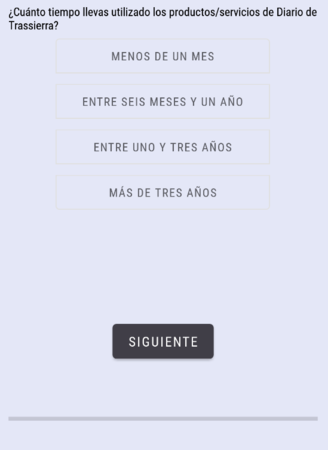 ¿Cuánto tiempo llevas utilizado los productos/servicios de Diario de
Trassierra?
MENOS DE UN MES
ENTRE SEIS MESES Y UN AÑO
ENTRE UNO Y TRES AÑOS
MÁS DE TRES AÑOS
SIGUIENTE